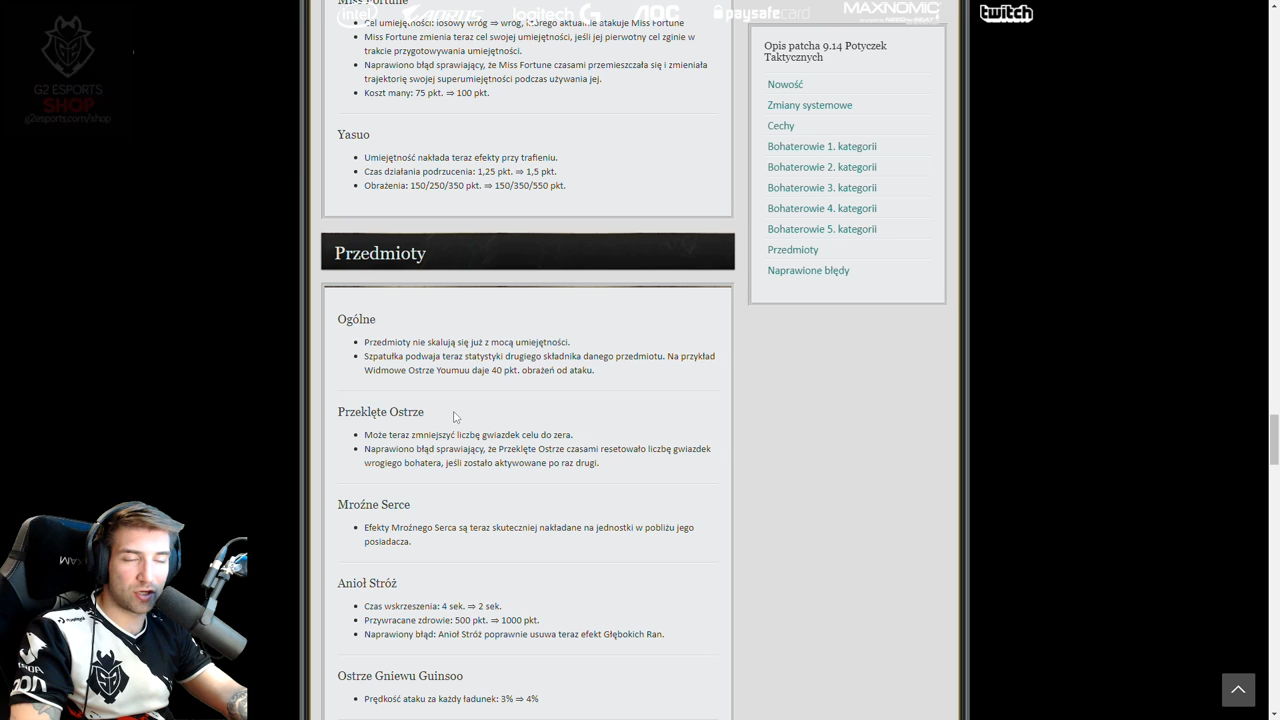 Miss Fortune
Cel umiejętności: losowy wróg ⇒ wróg, którego aktualnie atakuje Miss Fortune
Miss Fortune zmienia teraz cel swojej umiejętności, jeśli jej pierwotny cel zginie w
trakcie przygotowywania umiejętności.
Naprawiono błąd sprawiający, że Miss Fortune czasami przemieszczała się i zmieniała
trajektorię swojej superumiejętności podczas używania jej.
Koszt many: 75 pkt. ⇒ 100 pkt.
Yasuo
Umiejętność nakłada teraz efekty przy trafieniu.
Czas działania podrzucenia: 1,25 pkt. ⇒ 1,5 pkt.
Obrażenia: 150/250/350 pkt. ⇒ 150/350/550 pkt.
Przedmioty
Ogólne
Przedmioty nie skalują się już z mocą umiejętności.
Szpatułka podwaja teraz statystyki drugiego składnika danego przedmiotu. Na przykład
Widmowe Ostrze Youmuu daje 40 pkt. obrażeń od ataku.
Przeklęte Ostrze
Może teraz zmniejszyć liczbę gwiazdek celu do zera.
Naprawiono błąd sprawiający, że Przeklęte Ostrze czasami resetowało liczbę gwiazdek
wrogiego bohatera, jeśli zostało aktywowane po raz drugi.
Mroźne Serce
Efekty Mroźnego Serca są teraz skuteczniej nakładane na jednostki w pobliżu jego
posiadacza.
Anioł Stróż
Czas wskrzeszenia: 4 sek. ⇒ 2 sek.
Przywracane zdrowie: 500 pkt. ⇒ 1000 pkt.
Naprawiony błąd: Anioł Stróż poprawnie usuwa teraz efekt Głębokich Ran.
Ostrze Gniewu Guinsoo
Prędkość ataku za każdy ładunek: 3% ⇒ 4%
Opis patcha 9.14 Potyczek
Taktycznych
Nowość
Zmiany systemowe
Cechy
Bohaterowie 1. kategorii
Bohaterowie 2. kategorii
Bohaterowie 3. kategorii
Bohaterowie 4. kategorii
Bohaterowie 5. kategorii
Przedmioty
Naprawione błędy
intel AORUS logitech G AOC paysafecard MAXNOMIC twitch
G2 ESPORTS
SHOP
g2esports.com/shop